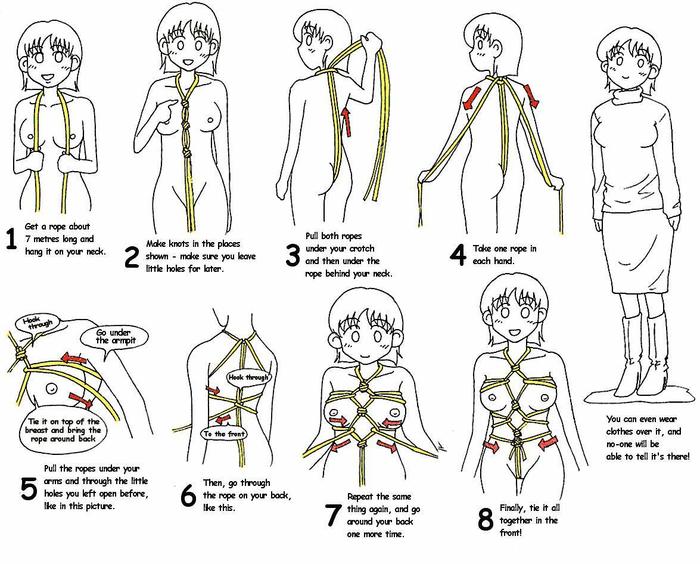 1
Get a rope about
7 metres long and
hang it on your neck.
2
Make knots in the places
shown - make sure you leave
little holes for later.
3
Pull both ropes
under your crotch
and then under the
rope behind your neck.
4
Take one rope in
each hand.
Hook
through
Go under
the armpit
Tie it on top of the
breast and bring the
rope around back
5
Pull the ropes under your
arms and through the little
holes you left open before,
like in this picture.
Hook through
To the front
6
Then, go through
the rope on your back,
like this.
7
Repeat the same
thing again, and go
around your back
one more time.
8
Finally, tie it all
together in the
front!
You can even wear
clothes over it, and
no-one will be
able to tell it's there!